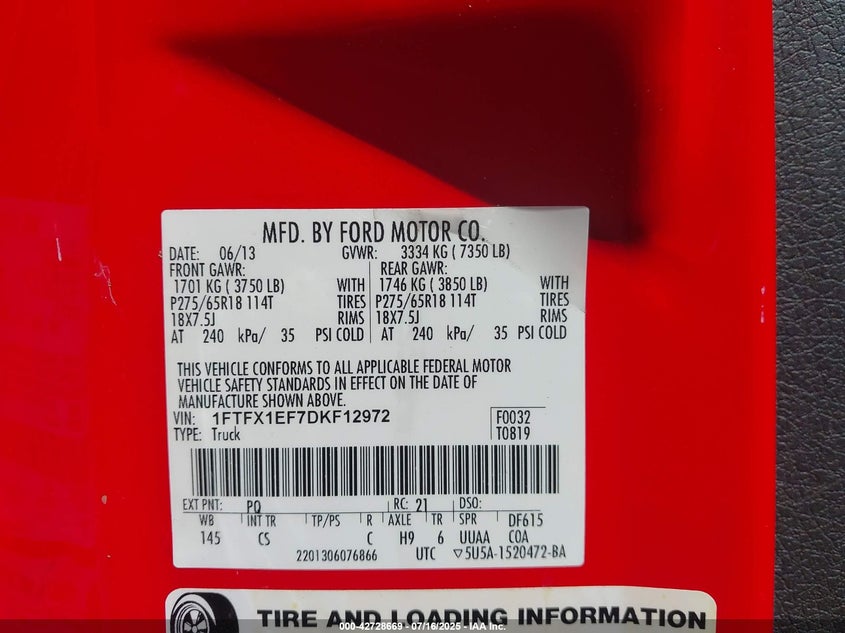 MFD. BY FORD MOTOR CO.
DATE: 06/13 GVWR: 3334 KG ( 7350 LB)
FRONT GAWR: REAR GAWR:
1701 KG ( 3750 LB) WITH 1746 KG ( 3850 LB) WITH
P275/65R18 114T TIRES P275/65R18 114T TIRES
18X7.5J RIMS 18X7.5J RIMS
AT 240 kPa/ 35 PSI COLD AT 240 kPa/ 35 PSI COLD
THIS VEHICLE CONFORMS TO ALL APPLICABLE FEDERAL MOTOR
VEHICLE SAFETY STANDARDS IN EFFECT ON THE DATE OF
MANUFACTURE SHOWN ABOVE.
VIN: 1FTFX1EF7DKF12972 F0032
TYPE: Truck T0819
EXT PNT: PQ RC: 21 DSO:
WB INT TR TP/PS R AXLE TR SPR DF615
145 CS C H9 6 UUAA COA
2201306076866 UTC ▽5U5A-1520472-BA
TIRE AND LOADING INFORMATION
000-42728669 - 07/16/2025 - IAA Inc.